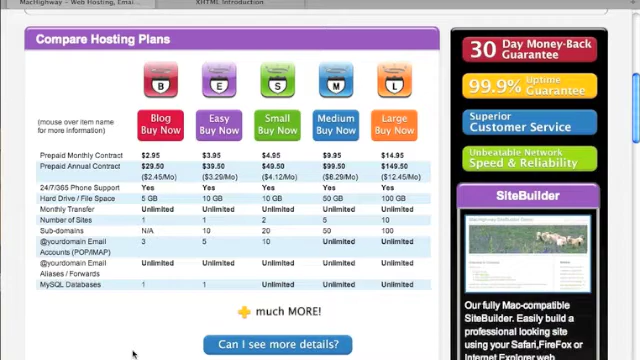 MacHighway – Web Hosting, Emai...
XHTML Introduction
Compare Hosting Plans
B E S M L
(mouse over item name
for more information)
Blog Buy Now
Easy Buy Now
Small Buy Now
Medium Buy Now
Large Buy Now
Prepaid Monthly Contract $2.95 $3.95 $4.95 $9.95 $14.95
Prepaid Annual Contract $29.50 $39.50 $49.50 $99.50 $149.50
($2.45/Mo) ($3.29/Mo) ($4.12/Mo) ($8.29/Mo) ($12.45/Mo)
24/7/365 Phone Support Yes Yes Yes Yes Yes
Hard Drive / File Space 5 GB 10 GB 10 GB 50 GB 100 GB
Monthly Transfer Unlimited Unlimited Unlimited Unlimited Unlimited
Number of Sites 1 1 2 5 10
Sub-domains N/A 10 20 50 100
@yourdomain Email 3 5 10 Unlimited Unlimited
Accounts (POP/IMAP)
@yourdomain Email Unlimited Unlimited Unlimited Unlimited Unlimited
Aliases / Forwards
MySQL Databases 1 1 Unlimited Unlimited Unlimited
much MORE!
Can I see more details?
30 Day Money-Back
Guarantee
99.9% Uptime
Guarantee
Superior
Customer Service
Unbeatable Network
Speed & Reliability
SiteBuilder
Our fully Mac-compatible
SiteBuilder. Easily build a
professional looking site
using your Safari,FireFox or
Internet Explorer web